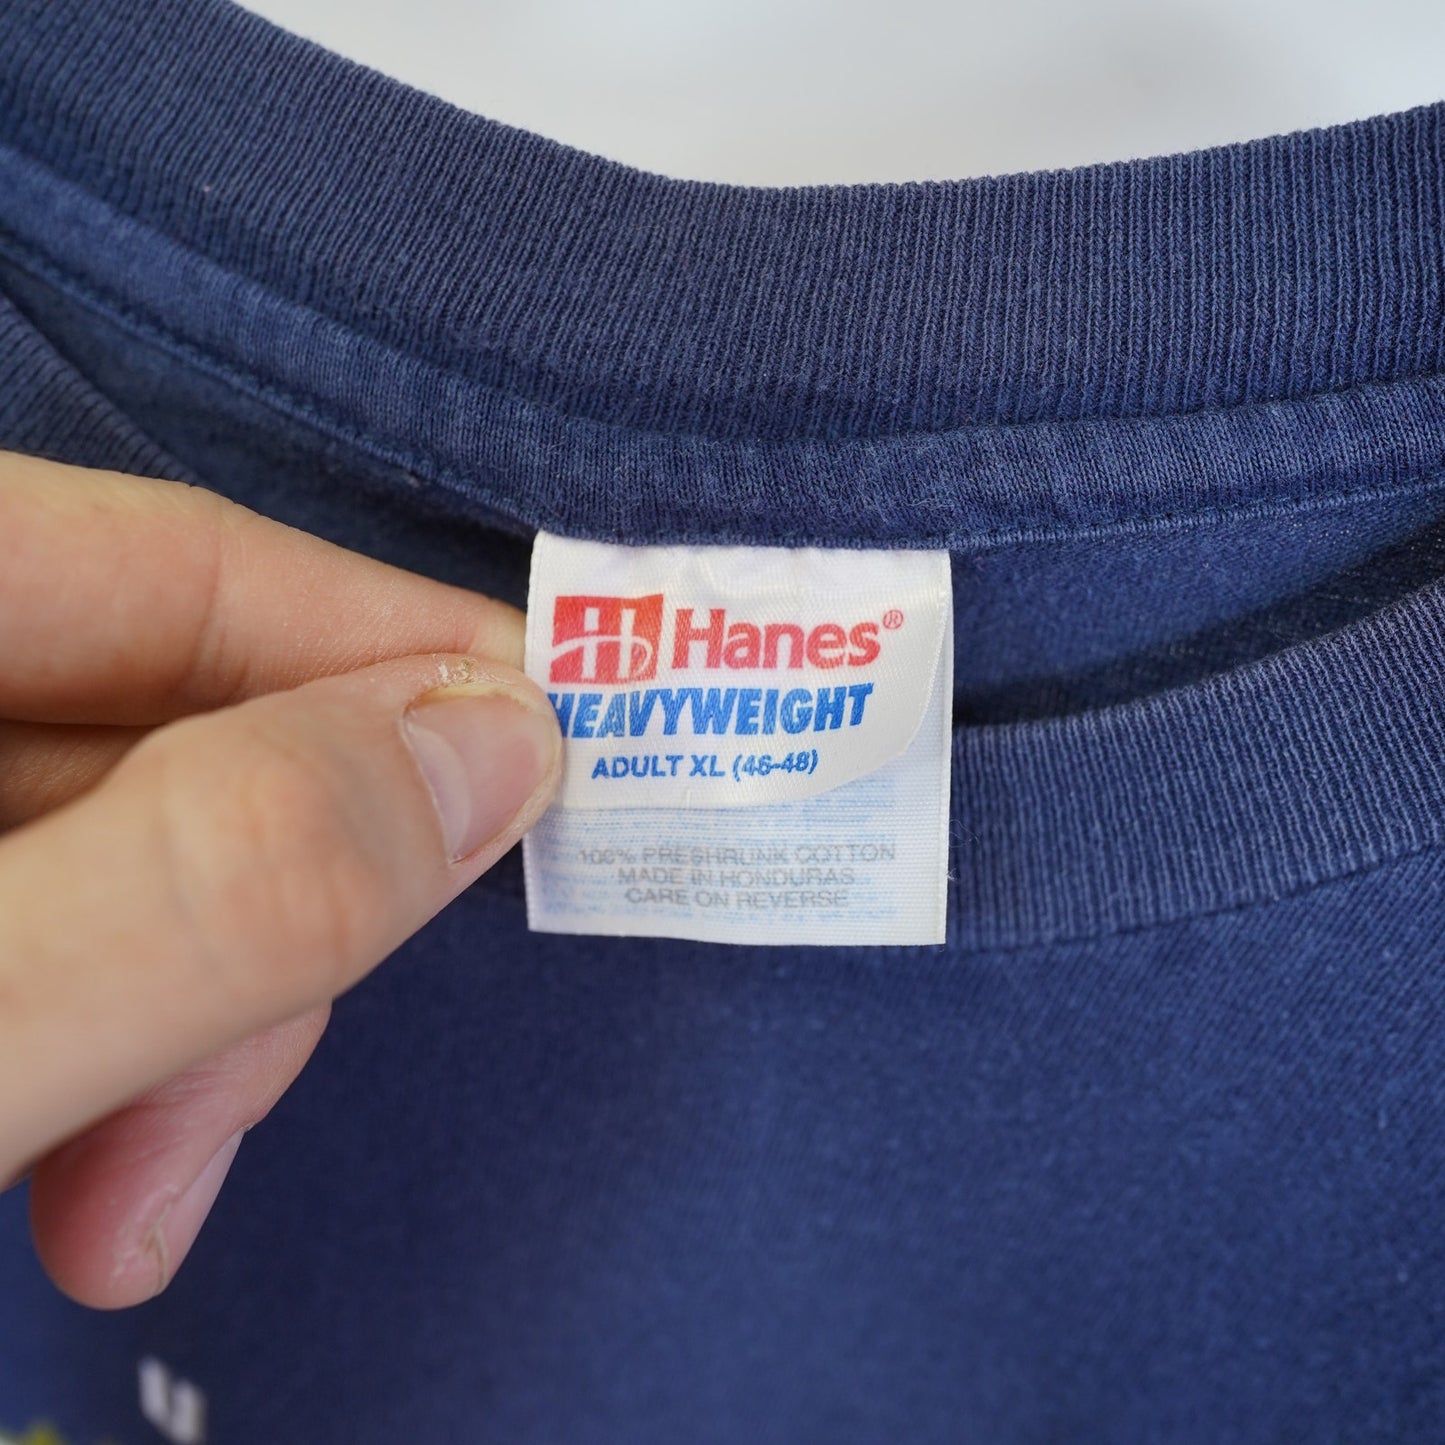 Hanes®
HEAVYWEIGHT
ADULT XL (46-48)
100% PRESHRUNK COTTON
MADE IN HONDURAS
CARE ON REVERSE